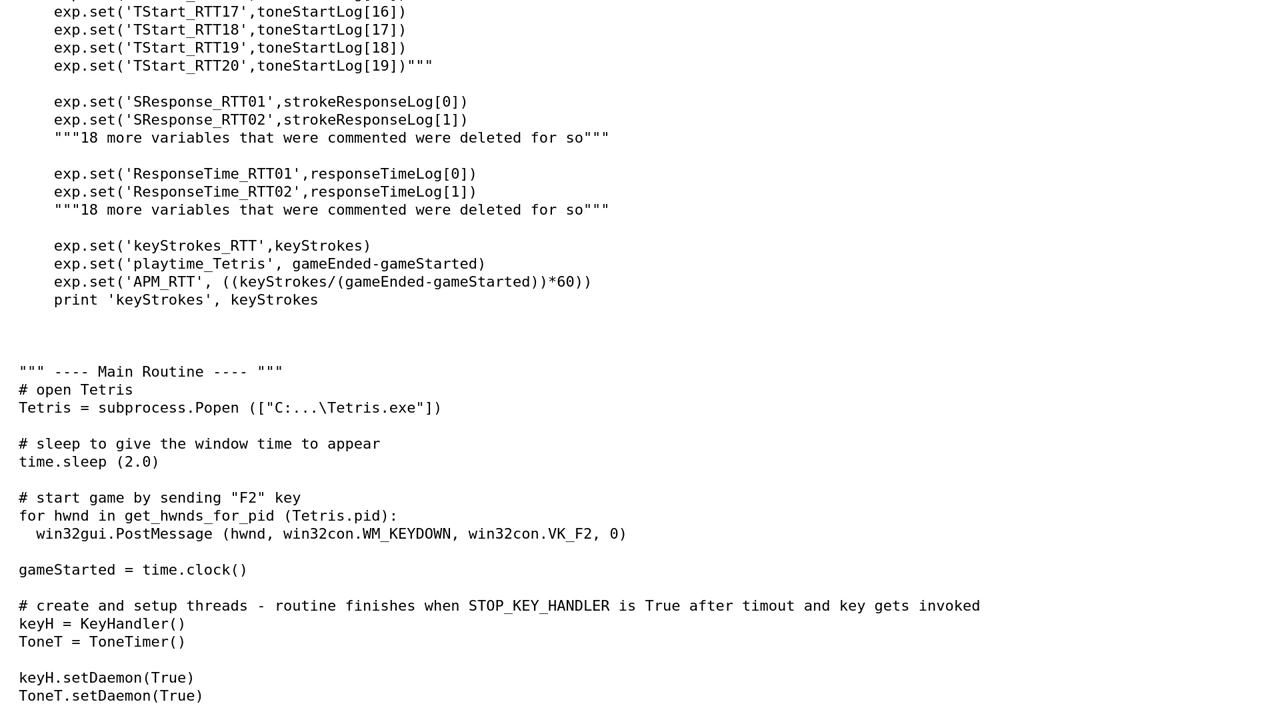 exp.set('TStart_RTT17',toneStartLog[16])
exp.set('TStart_RTT18',toneStartLog[17])
exp.set('TStart_RTT19',toneStartLog[18])
exp.set('TStart_RTT20',toneStartLog[19])"""
exp.set('SResponse_RTT01',strokeResponseLog[0])
exp.set('SResponse_RTT02',strokeResponseLog[1])
"""18 more variables that were commented were deleted for so"""
exp.set('ResponseTime_RTT01',responseTimeLog[0])
exp.set('ResponseTime_RTT02',responseTimeLog[1])
"""18 more variables that were commented were deleted for so"""
exp.set('keyStrokes_RTT',keyStrokes)
exp.set('playtime_Tetris', gameEnded-gameStarted)
exp.set('APM_RTT', ((keyStrokes/(gameEnded-gameStarted))*60))
print 'keyStrokes', keyStrokes
""" ---- Main Routine ---- """
# open Tetris
Tetris = subprocess.Popen (["C:...\Tetris.exe"])
# sleep to give the window time to appear
time.sleep (2.0)
# start game by sending "F2" key
for hwnd in get_hwnds_for_pid (Tetris.pid):
  win32gui.PostMessage (hwnd, win32con.WM_KEYDOWN, win32con.VK_F2, 0)
gameStarted = time.clock()
# create and setup threads - routine finishes when STOP_KEY_HANDLER is True after timout and key gets invoked
keyH = KeyHandler()
ToneT = ToneTimer()
keyH.setDaemon(True)
ToneT.setDaemon(True)